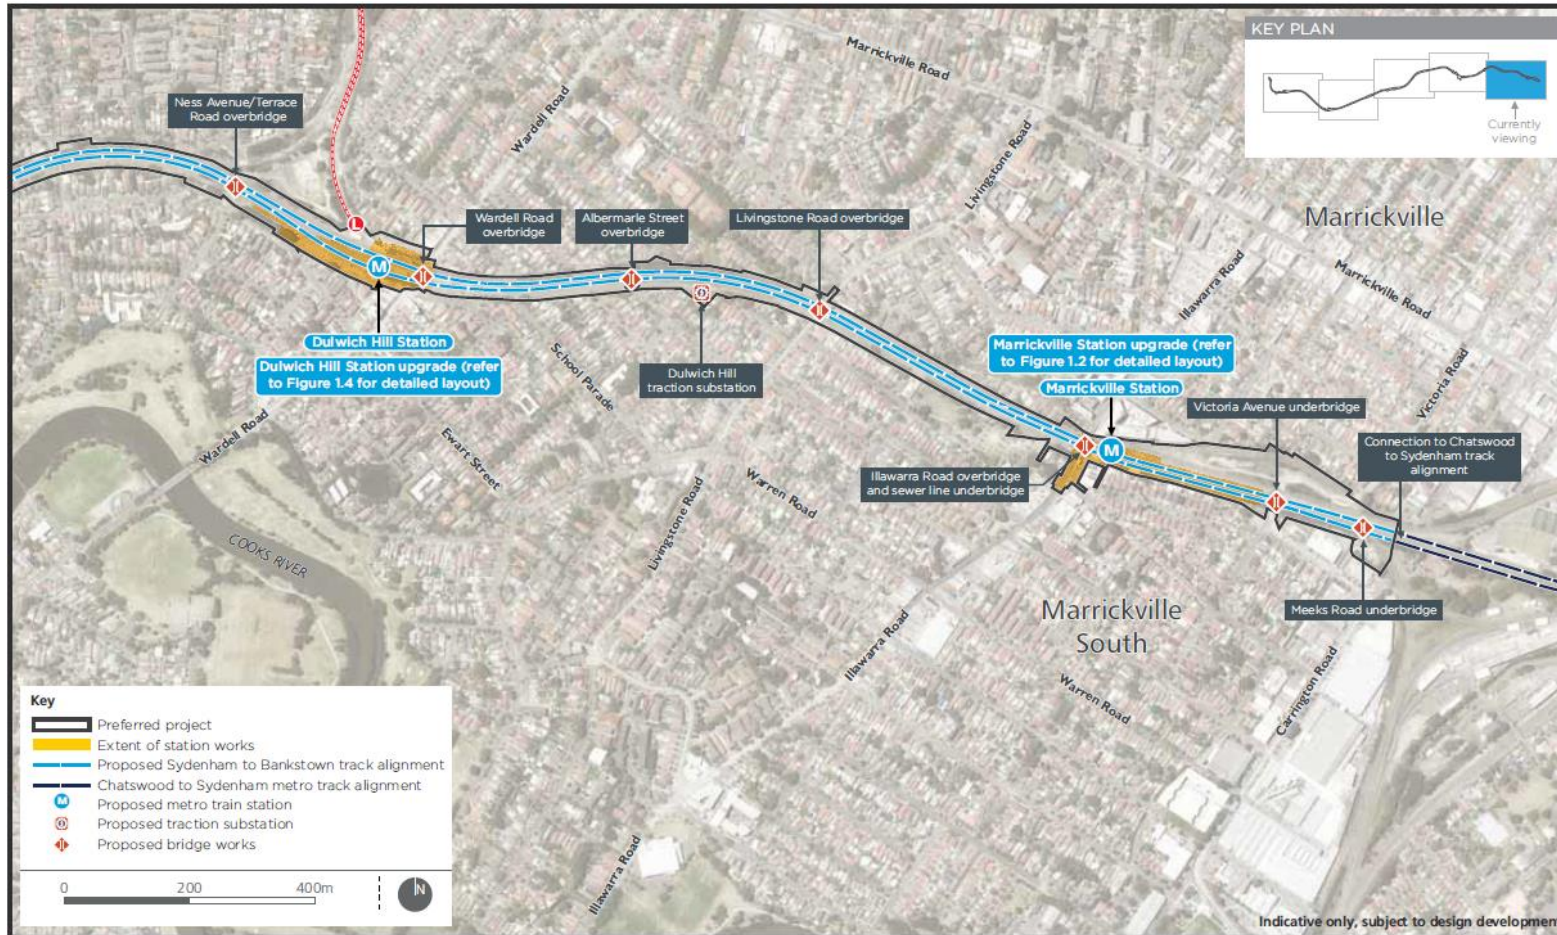 KEY PLAN
Currently
viewing
Marrickville Road
Ness Avenue/Terrace
Road overbridge
Wardell Road
Livingstone Road
Marrickville
L
Wardell Road
overbridge
Albermarle Street
overbridge
Livingstone Road overbridge
Illawarra Road
Marrickville Road
M
Dulwich Hill Station
Dulwich Hill Station upgrade (refer
to Figure 1.4 for detailed layout)
School Parade
Dulwich Hill
traction substation
Marrickville Station upgrade (refer
to Figure 1.2 for detailed layout)
Marrickville Station
Victoria Road
Victoria Avenue underbridge
Wardell Road
Ewart Street
M
Connection to Chatswood
to Sydenham track
alignment
Illawarra Road overbridge
and sewer line underbridge
Warren Road
Livingstone Road
COOKS RIVER
Marrickville
South
Meeks Road underbridge
Illawarra Road
Warren Road
Carrington Road
Illawarra Road
Key
Preferred project
Extent of station works
Proposed Sydenham to Bankstown track alignment
Chatswood to Sydenham metro track alignment
M Proposed metro train station
Proposed traction substation
Proposed bridge works
0 200 400m
N
Indicative only, subject to design development